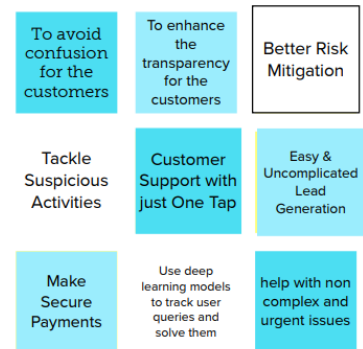 To avoid
confusion
for the
customers
To enhance
the
transparency
for the
customers
Better Risk
Mitigation
Tackle
Suspicious
Activities
Customer
Support with
just One Tap
Easy &
Uncomplicated
Lead
Generation
Make
Secure
Payments
Use deep
learning models
to track user
queries and
solve them
help with non
complex and
urgent issues